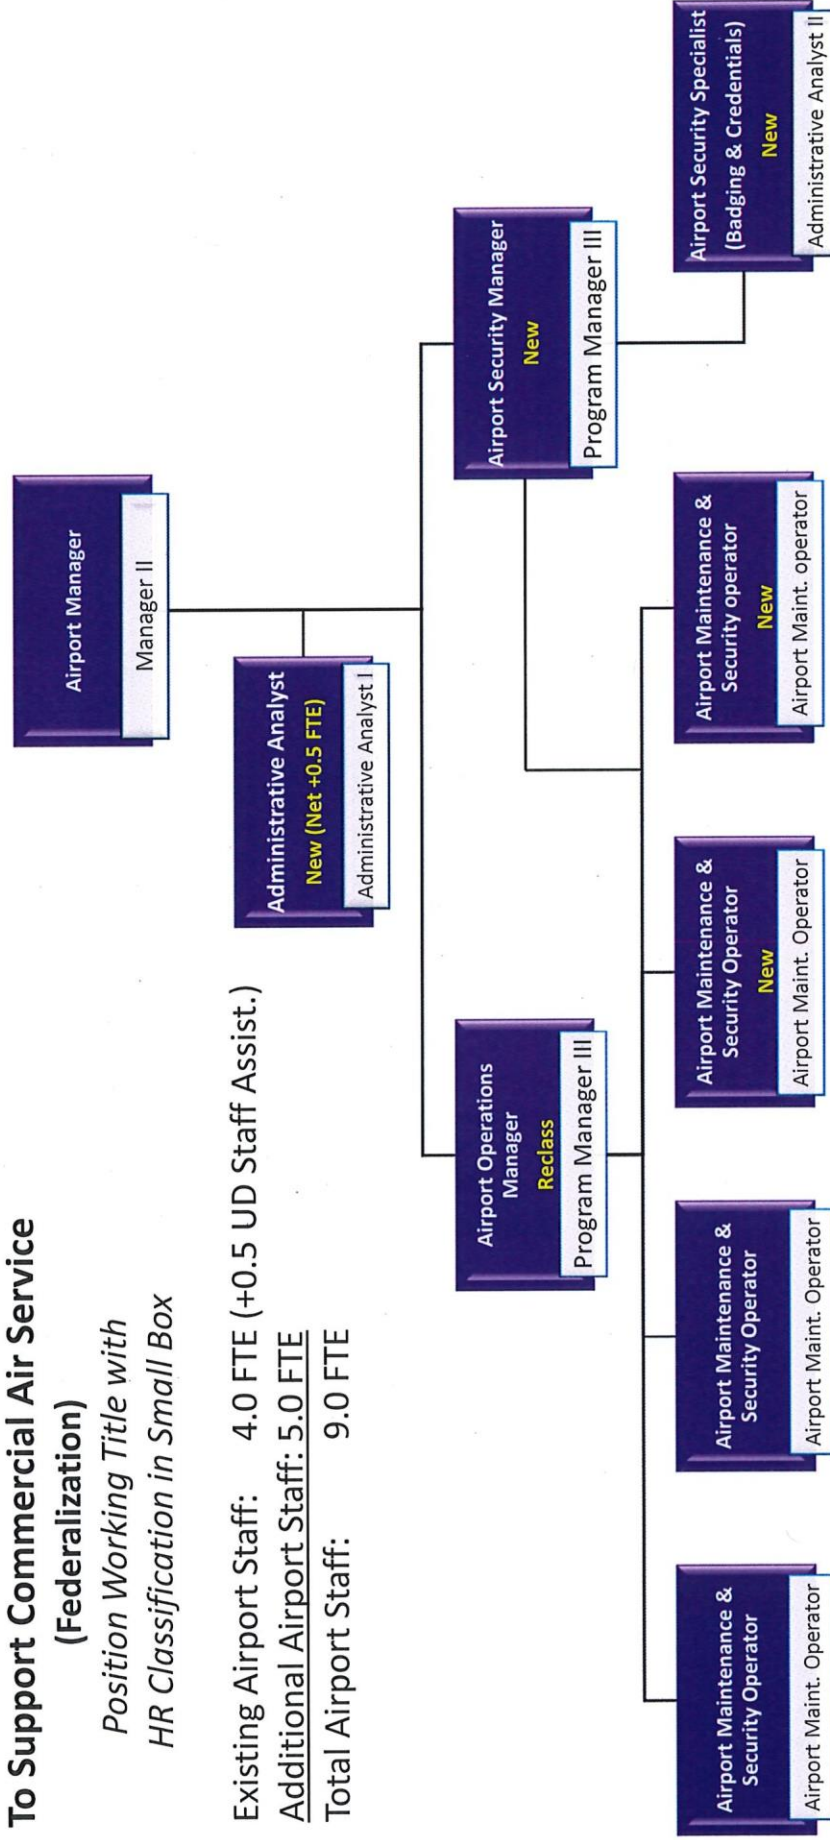 To Support Commercial Air Service
(Federalization)
Position Working Title with
HR Classification in Small Box
Existing Airport Staff: 4.0 FTE (+0.5 UD Staff Assist.)
Additional Airport Staff: 5.0 FTE
Total Airport Staff: 9.0 FTE
Airport Manager
Manager II
Administrative Analyst
New (Net +0.5 FTE)
Administrative Analyst I
Airport Operations
Manager
Reclass
Program Manager III
Airport Security Manager
New
Program Manager III
Airport Maintenance &
Security Operator
Airport Maint. Operator
Airport Maintenance &
Security Operator
Airport Maint. Operator
Airport Maintenance &
Security Operator
New
Airport Maint. Operator
Airport Maintenance &
Security operator
New
Airport Maint. operator
Airport Security Specialist
(Badging & Credentials)
New
Administrative Analyst II